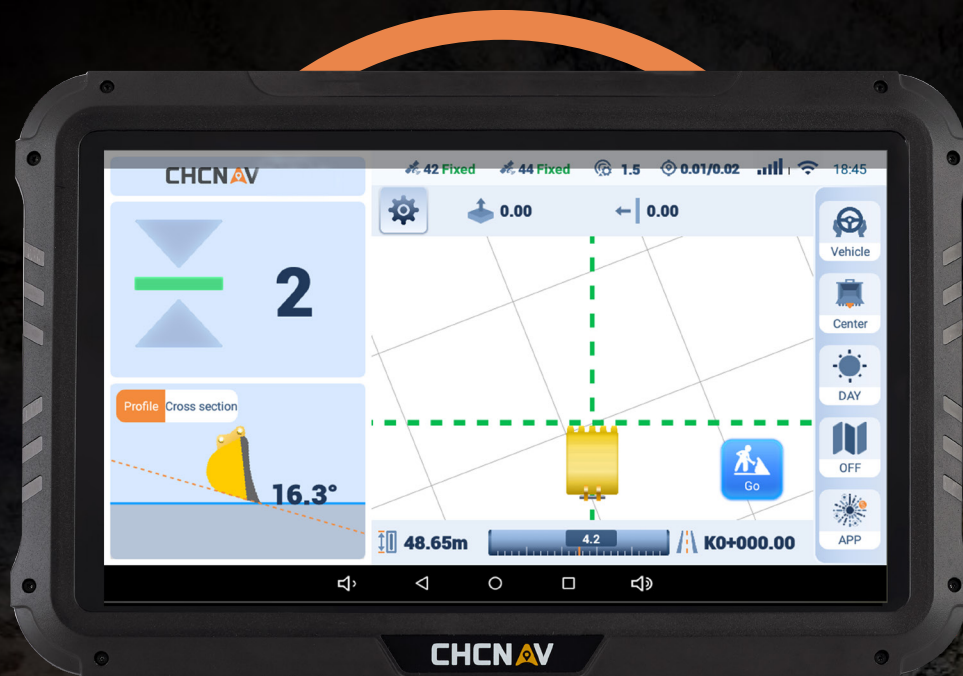 CHCNAV
42 Fixed
44 Fixed
1.5
0.01/0.02
18:45
0.00
0.00
2
Vehicle
Center
DAY
OFF
APP
Profile
Cross section
16.3°
Go
48.65m
4.2
K0+000.00
CHCNAV